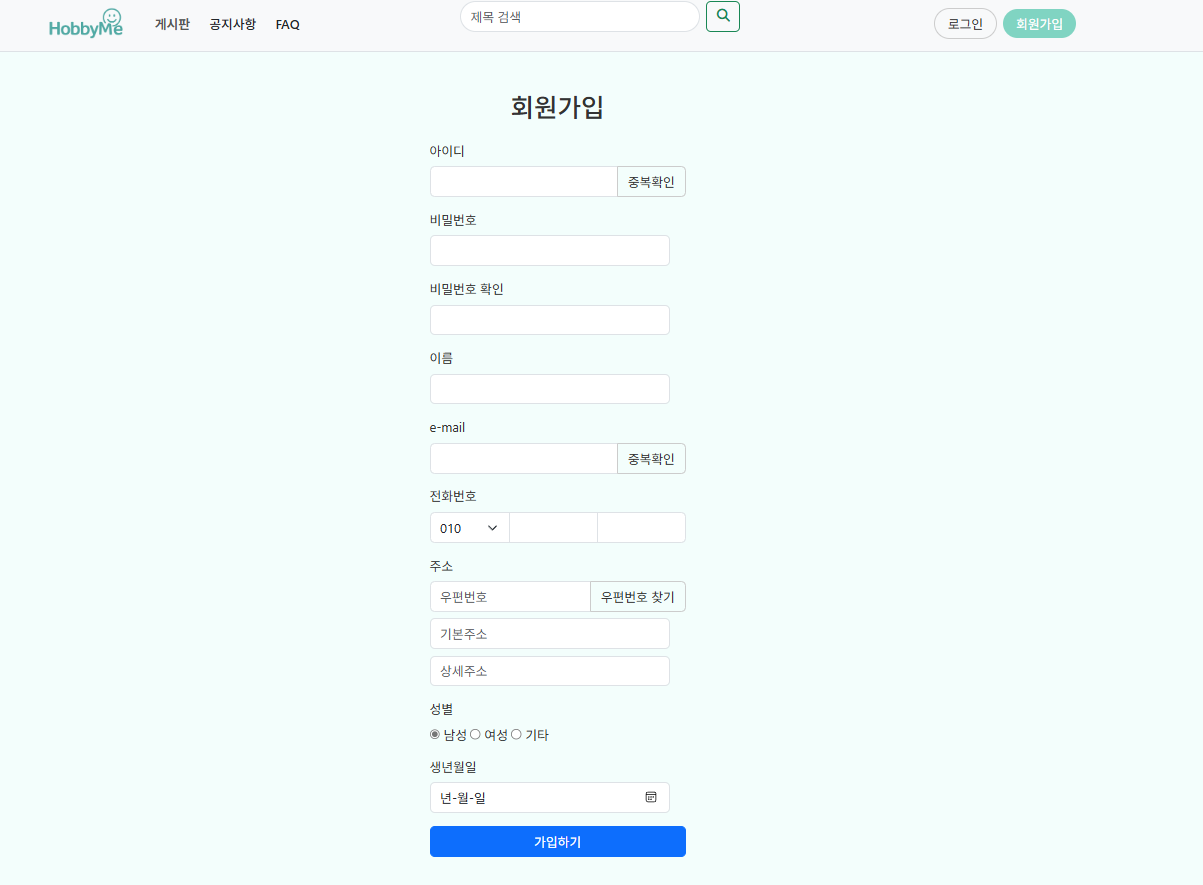 HobbyMe 게시판 공지사항 FAQ 제목 검색 로그인 회원가입
회원가입
아이디
중복확인
비밀번호
비밀번호 확인
이름
e-mail
중복확인
전화번호
010
주소
우편번호 우편번호 찾기
기본주소
상세주소
성별
남성 여성 기타
생년월일
년-월-일
가입하기